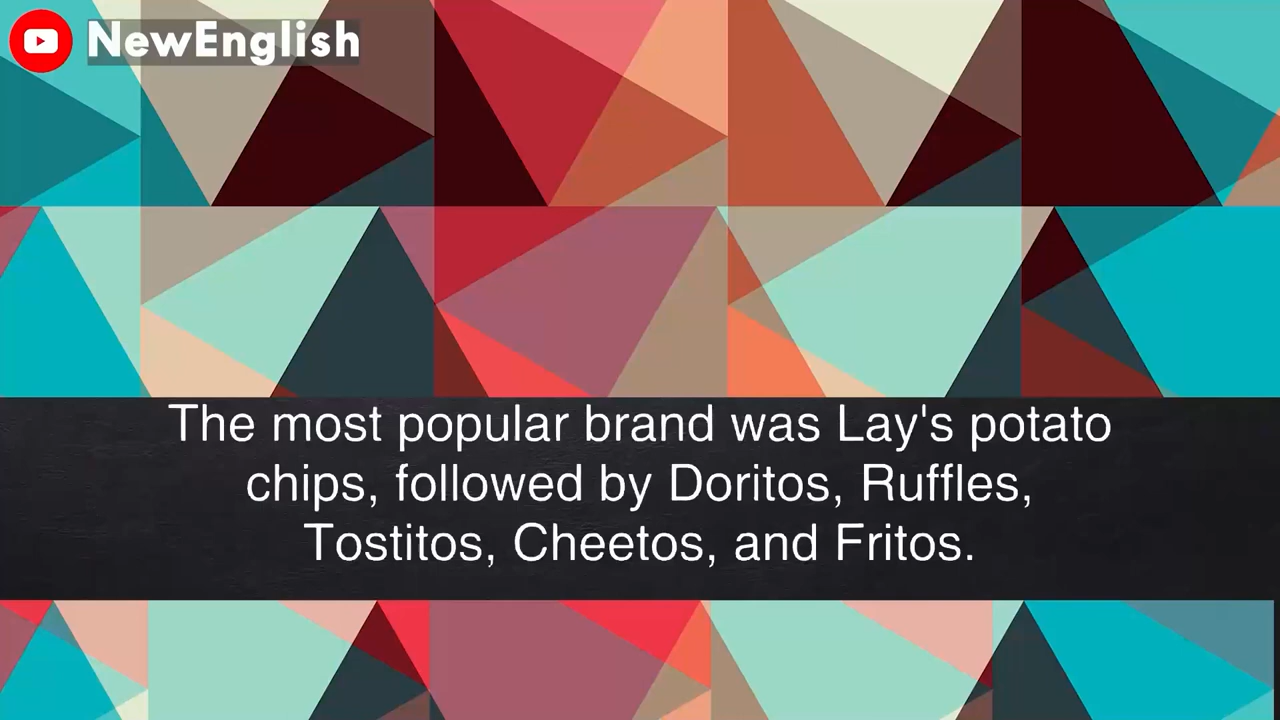 NewEnglish
The most popular brand was Lay's potato
chips, followed by Doritos, Ruffles,
Tostitos, Cheetos, and Fritos.